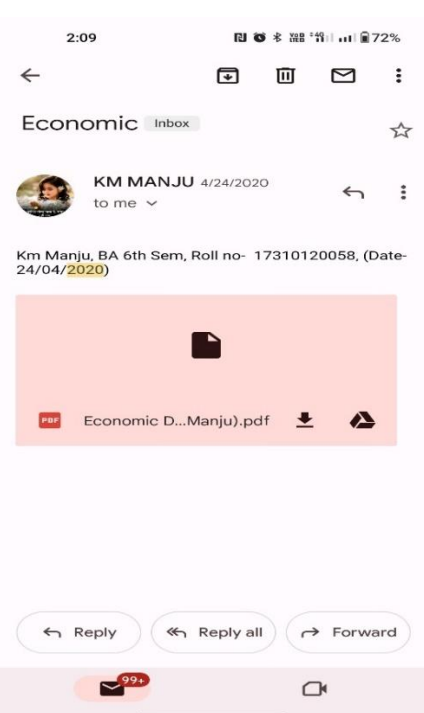 2:09
72%
Economic Inbox
KM MANJU 4/24/2020
to me
Km Manju, BA 6th Sem, Roll no- 17310120058, (Date-
24/04/2020)
PDF Economic D...Manju).pdf
Reply Reply all Forward
99+